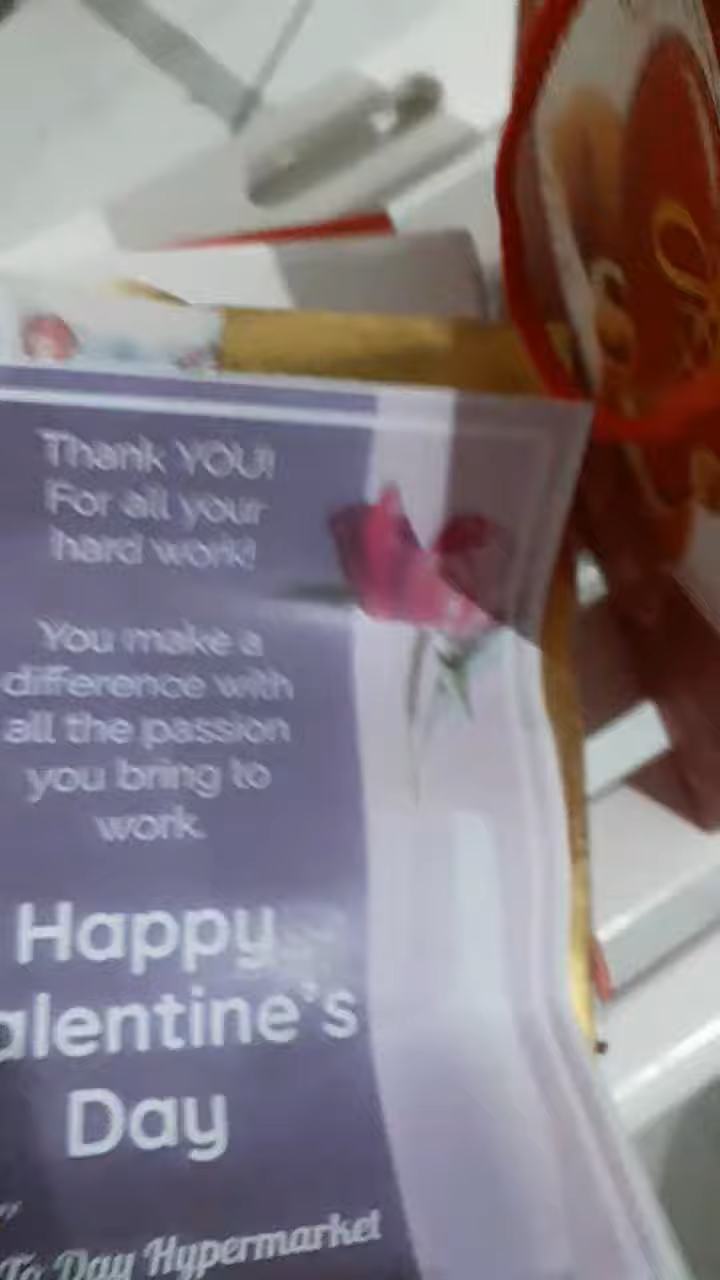 Thank YOU!
For all your
hard work!
You make a
difference with
all the passion
you bring to
work.
Happy
alentine's
Day
To Day Hypermarket